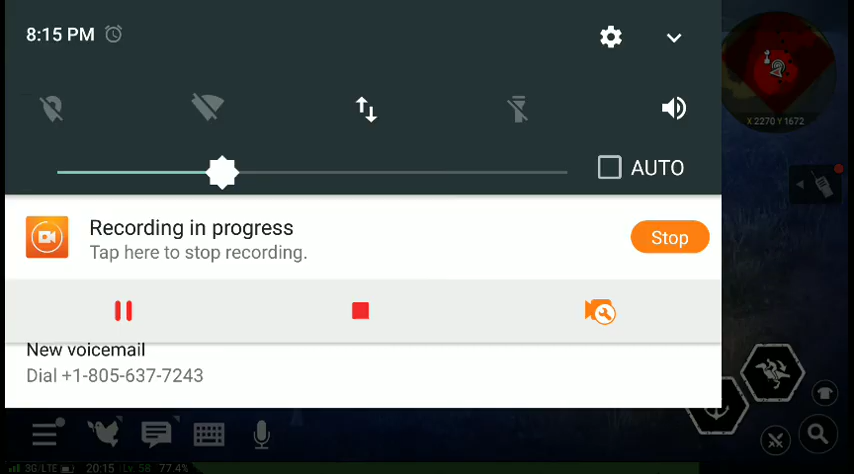 8:15 PM
X 2270 Y 1672
AUTO
Recording in progress
Tap here to stop recording.
Stop
New voicemail
Dial +1-805-637-7243
3G/LTE 20:15 Lv. 58 77.4%